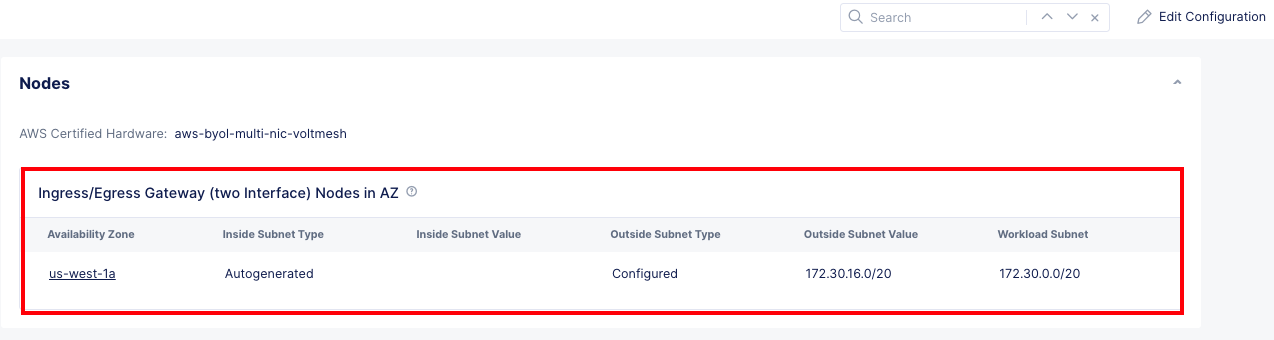 Search
Edit Configuration
Nodes
AWS Certified Hardware: aws-byol-multi-nic-voltmesh
Ingress/Egress Gateway (two Interface) Nodes in AZ
Availability Zone Inside Subnet Type Inside Subnet Value Outside Subnet Type Outside Subnet Value Workload Subnet
us-west-1a Autogenerated Configured 172.30.16.0/20 172.30.0.0/20